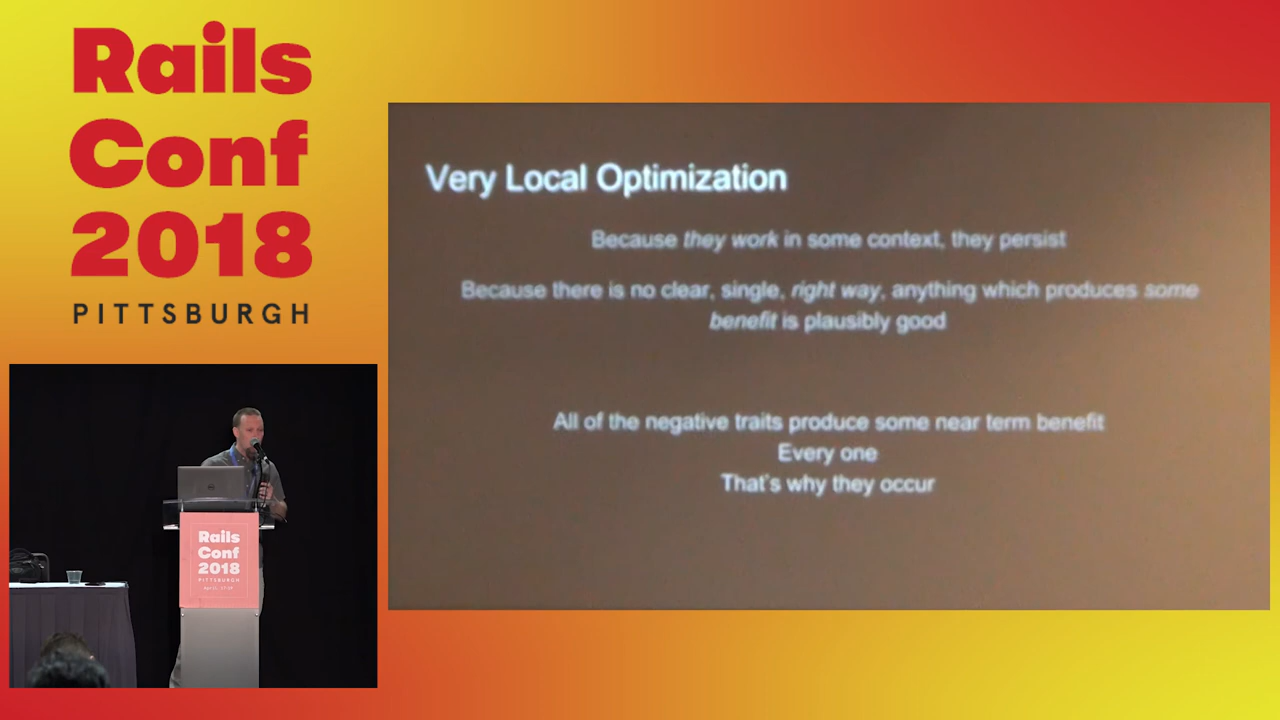 Rails
Conf
2018
PITTSBURGH
Very Local Optimization
Because they work in some context, they persist
Because there is no clear, single, right way, anything which produces some
benefit is plausibly good
All of the negative traits produce some near term benefit
Every one
That's why they occur
Rails
Conf
2018
PITTSBURGH